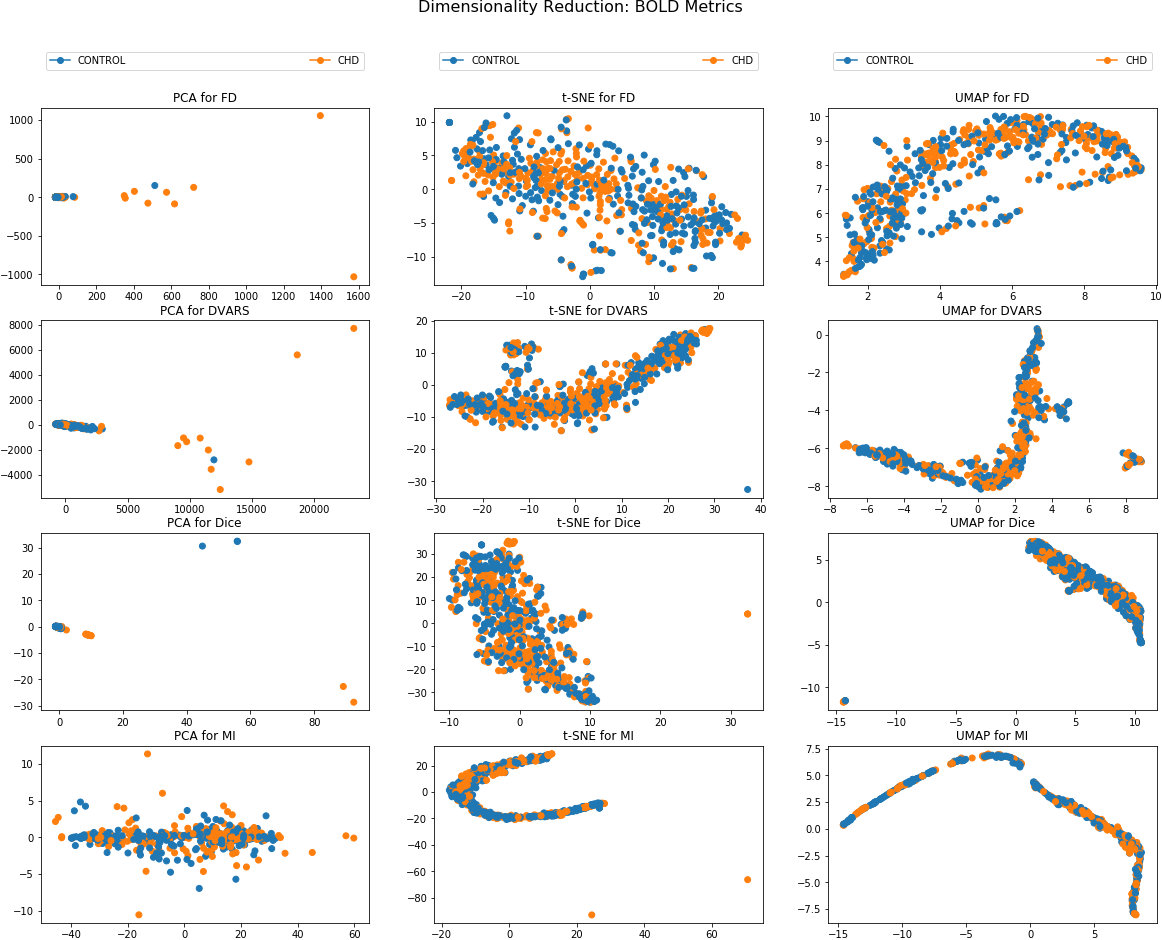 Dimensionality Reduction: BOLD Metrics
CONTROL CHD
CONTROL CHD
CONTROL CHD
PCA for FD
1000
500
0
−500
−1000
0 200 400 600 800 1000 1200 1400 1600
t-SNE for FD
10
5
0
−5
−10
−20 −10 0 10 20
UMAP for FD
10
9
8
7
6
5
4
2 4 6 8 10
PCA for DVARS
8000
6000
4000
2000
0
−2000
−4000
0 5000 10000 15000 20000
t-SNE for DVARS
20
10
0
−10
−20
−30
−30 −20 −10 0 10 20 30 40
UMAP for DVARS
0
−2
−4
−6
−8
−8 −6 −4 −2 0 2 4 6 8
PCA for Dice
30
20
10
0
−10
−20
−30
0 20 40 60 80
t-SNE for Dice
30
20
10
0
−10
−20
−30
−10 0 10 20 30
UMAP for Dice
5
0
−5
−10
−15 −10 −5 0 5 10
PCA for MI
10
5
0
−5
−10
−40 −20 0 20 40 60
t-SNE for MI
20
0
−20
−40
−60
−80
−20 0 20 40 60
UMAP for MI
7.5
5.0
2.5
0.0
−2.5
−5.0
−7.5
−15 −10 −5 0 5